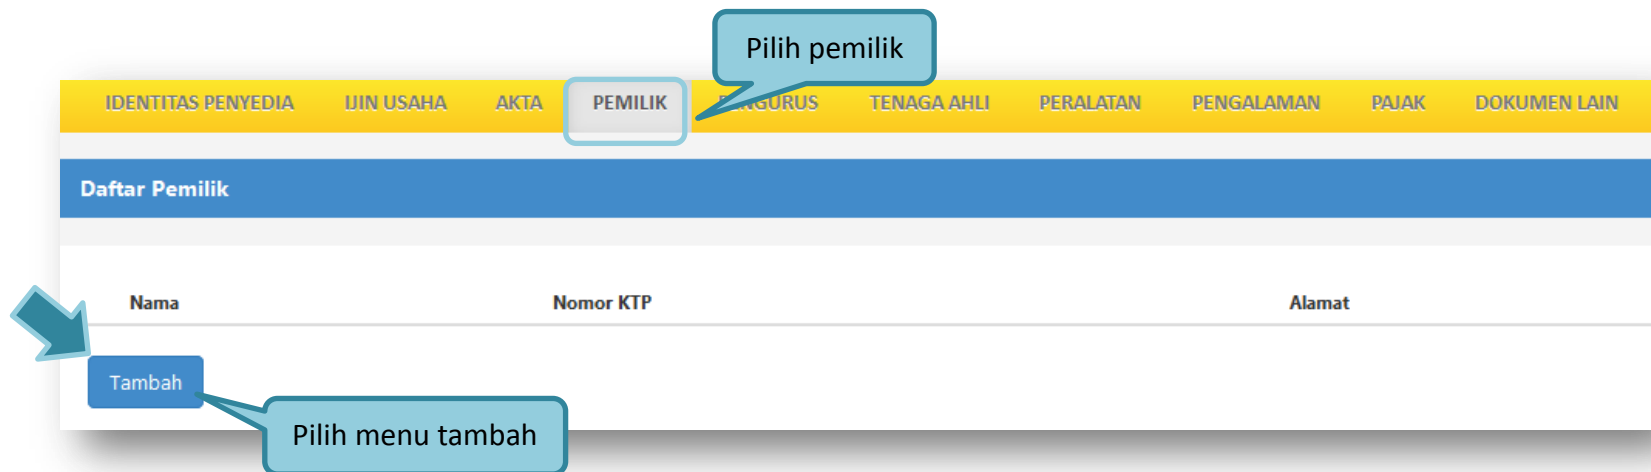 Pilih pemilik
IDENTITAS PENYEDIA IJIN USAHA AKTA PEMILIK PENGURUS TENAGA AHLI PERALATAN PENGALAMAN PAJAK DOKUMEN LAIN
Daftar Pemilik
Nama Nomor KTP Alamat
Tambah
Pilih menu tambah